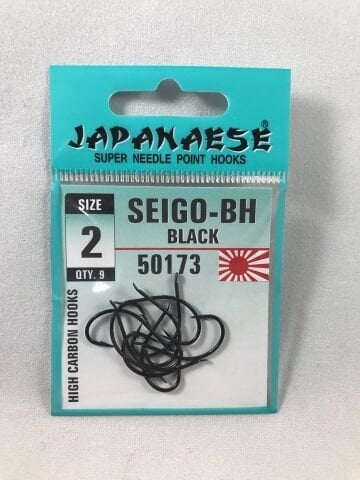 JAPANAESE®
SUPER NEEDLE POINT HOOKS
SIZE
2
QTY. 9
SEIGO-BH
BLACK
50173
HIGH CARBON HOOKS